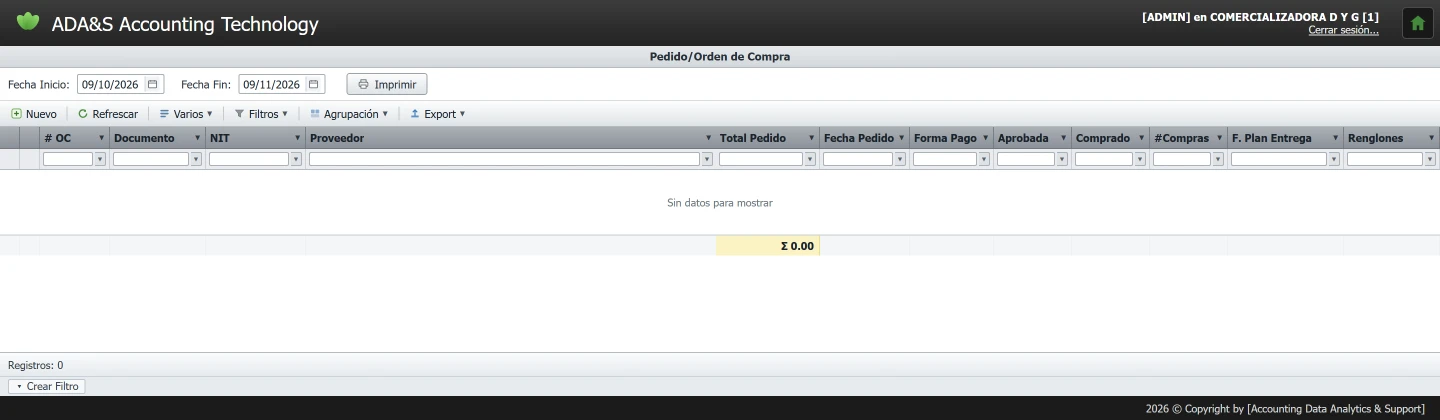 ADA&S Accounting Technology
[ADMIN] en COMERCIALIZADORA D Y G [1]
Cerrar sesión...
Pedido/Orden de Compra
Fecha Inicio: 09/10/2026 Fecha Fin: 09/11/2026 Imprimir
Nuevo Refrescar Varios Filtros Agrupación Export
# OC Documento NIT Proveedor Total Pedido Fecha Pedido Forma Pago Aprobada Comprado #Compras F. Plan Entrega Renglones
Sin datos para mostrar
Σ 0.00
Registros: 0
Crear Filtro
2026 © Copyright by [Accounting Data Analytics & Support]